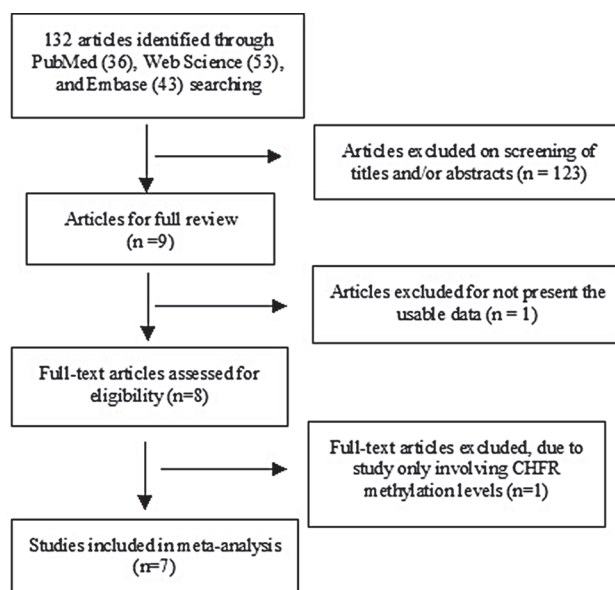 132 articles identified through
PubMed (36), Web Science (53),
and Embase (43) searching
Articles excluded on screening of
titles and/or abstracts (n = 123)
Articles for full review
(n =9)
Articles excluded for not present the
usable data (n = 1)
Full-text articles assessed for
eligibility (n=8)
Full-text articles excluded, due to
study only involving CHFR
methylation levels (n=1)
Studies included in meta-analysis
(n=7)